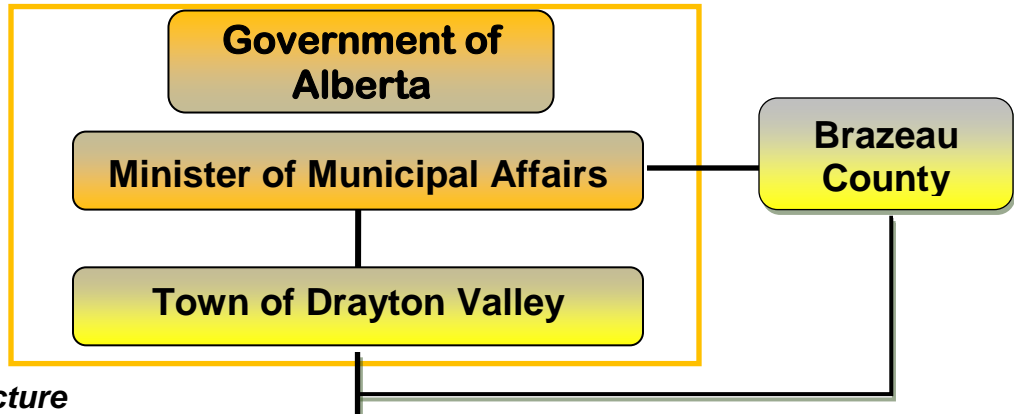 Government of
Alberta
Minister of Municipal Affairs
Brazeau
County
Town of Drayton Valley
cture